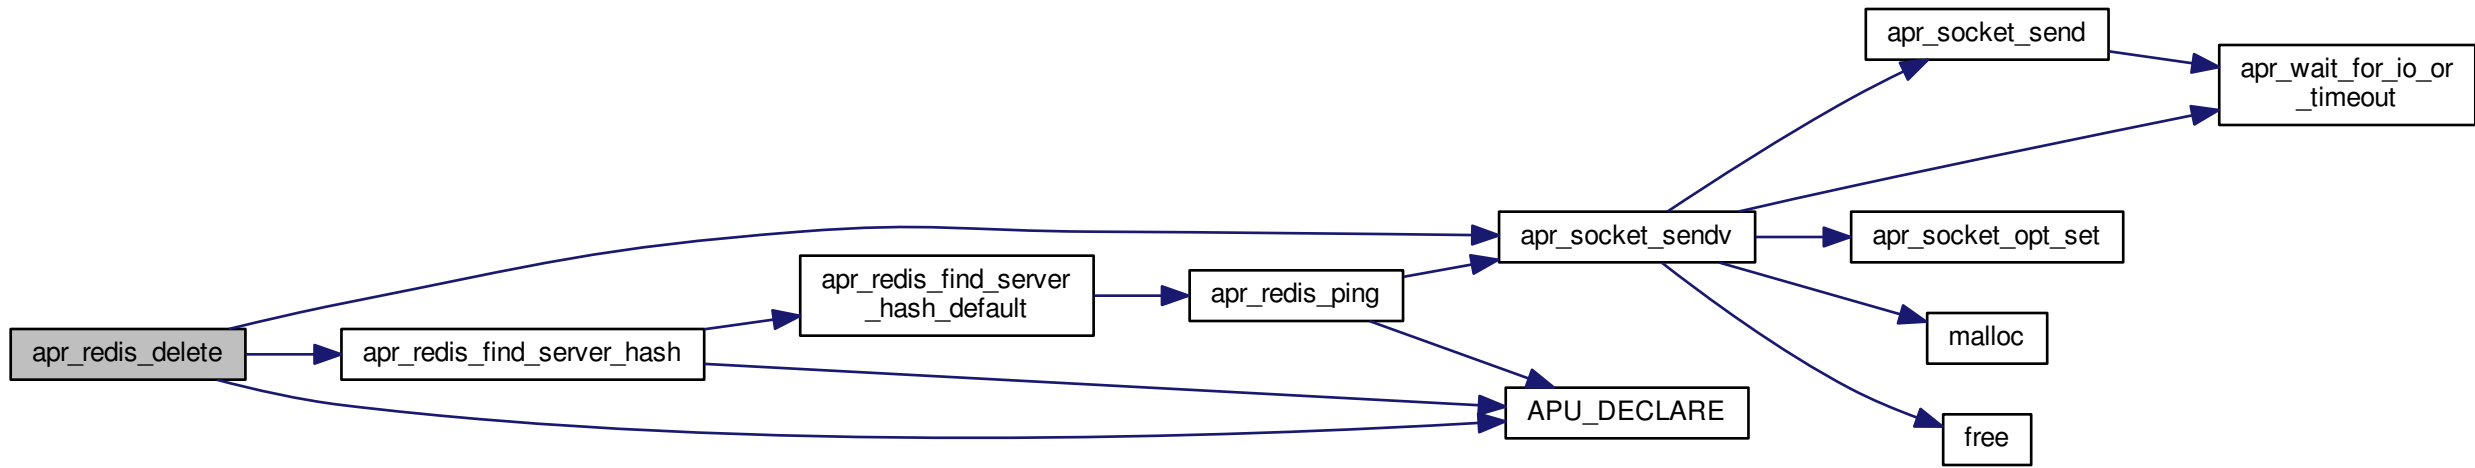 apr_redis_delete
apr_redis_find_server_hash
apr_redis_find_server
_hash_default
apr_redis_ping
apr_socket_sendv
APU_DECLARE
apr_socket_send
apr_wait_for_io_or
_timeout
apr_socket_opt_set
malloc
free